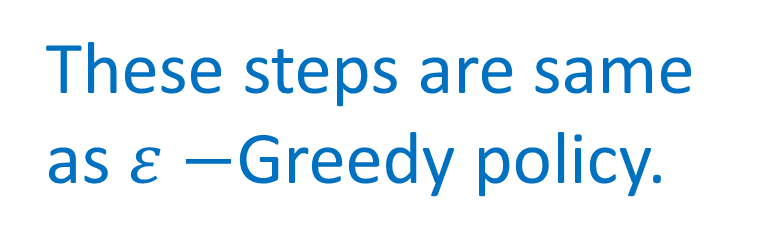 These steps are same
as 𝜀 −Greedy policy.